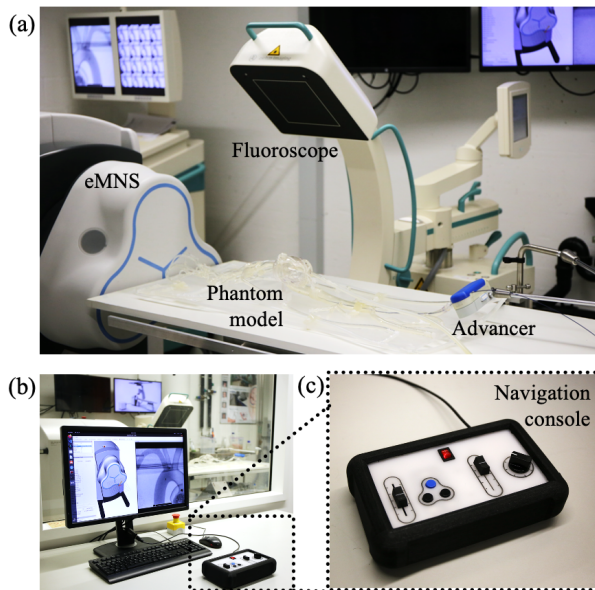 (a)
Fluoroscope
eMNS
Phantom
model
Advancer
(b)
(c)
Navigation
console